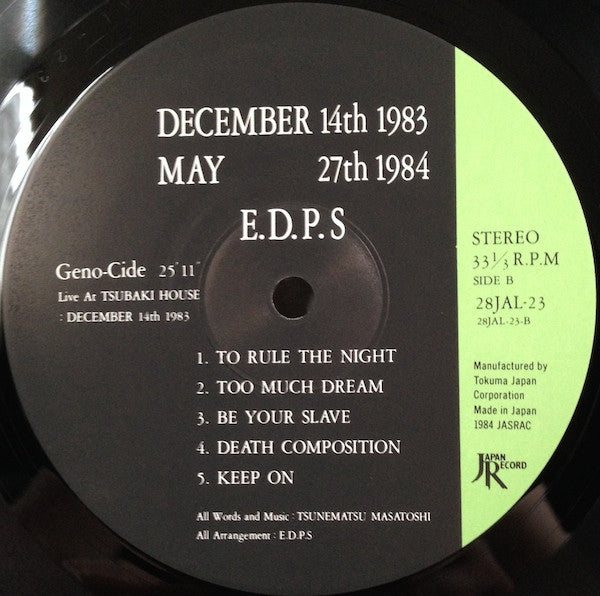 DECEMBER 14th 1983
MAY 27th 1984
E.D.P.S
Geno-Cide 25'11"
Live At TSUBAKI HOUSE
: DECEMBER 14th 1983
1. TO RULE THE NIGHT
2. TOO MUCH DREAM
3. BE YOUR SLAVE
4. DEATH COMPOSITION
5. KEEP ON
All Words and Music : TSUNEMATSU MASATOSHI
All Arrangement : E.D.P.S
STEREO
33⅓ R.P.M
SIDE B
28JAL-23
28JAL-23-B
Manufactured by
Tokuma Japan
Corporation
Made in Japan
1984 JASRAC
JAPAN
RECORD